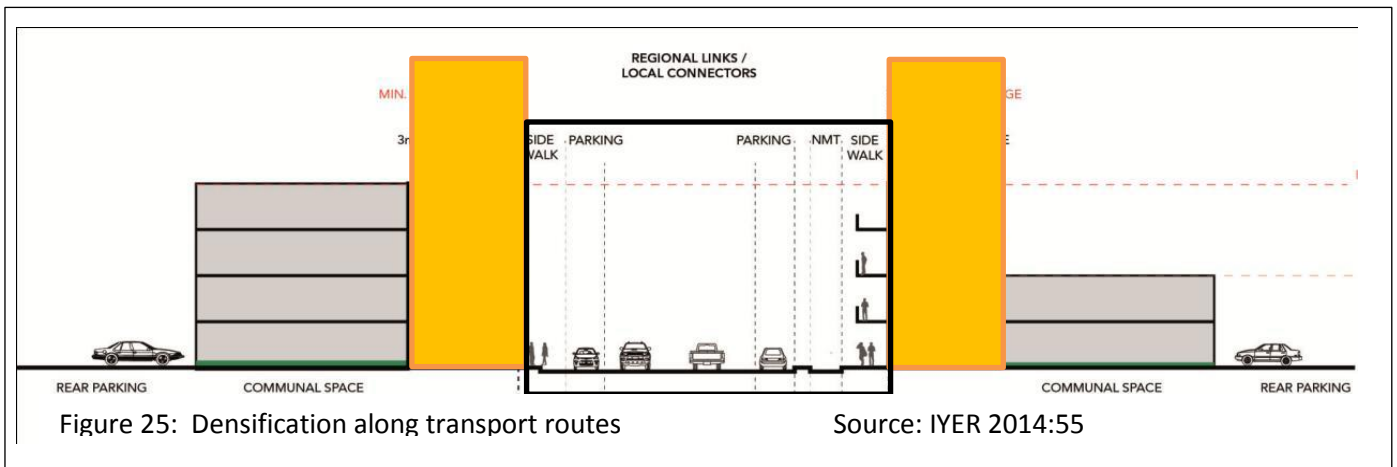 REGIONAL LINKS /
LOCAL CONNECTORS
MIN.
GE
3m
SIDE WALK
PARKING
PARKING
NMT
SIDE WALK
E
REAR PARKING
COMMUNAL SPACE
COMMUNAL SPACE
REAR PARKING
Figure 25: Densification along transport routes
Source: IYER 2014:55